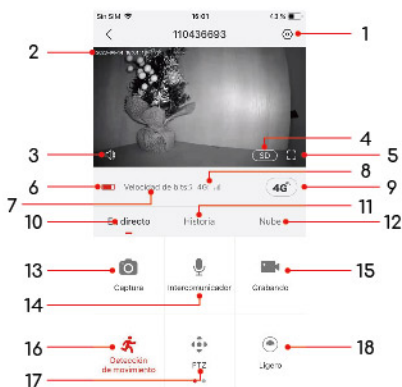 Sin SIM 16:01 43%
110436693
1
2
3
SD
4
5
6
Velocidad de bits: 4G
7
8
4G
9
10
En directo
Historia
11
Nube
12
13
Captura
Intercomunicador
14
Grabando
15
16
Detección de movimiento
PTZ
17
Ligero
18